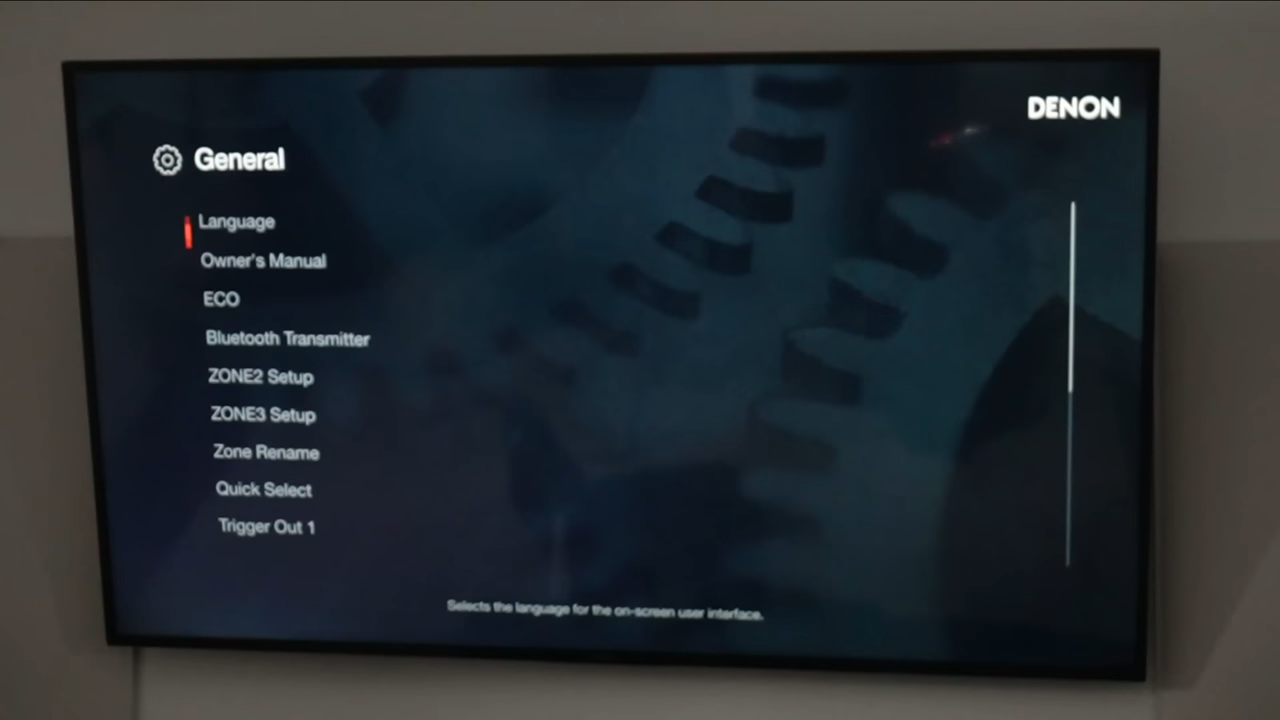 DENON
General
Language
Owner's Manual
ECO
Bluetooth Transmitter
ZONE2 Setup
ZONE3 Setup
Zone Rename
Quick Select
Trigger Out 1
Selects the language for the on-screen user interface.